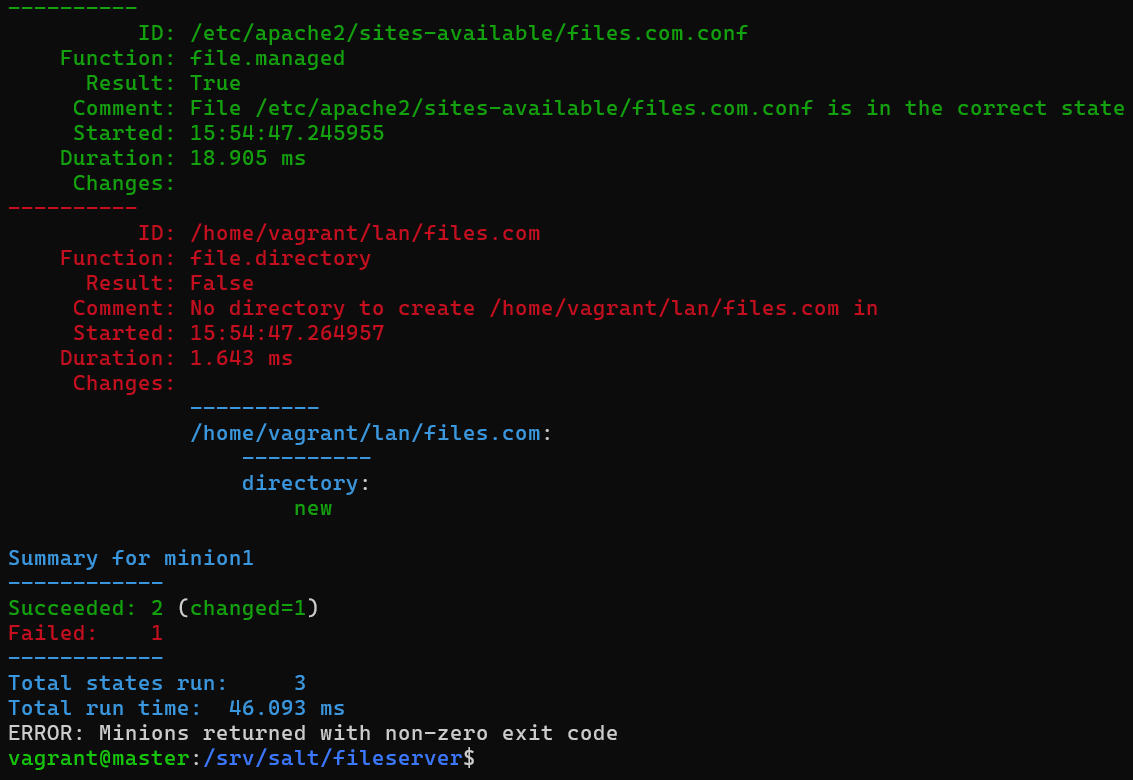 ----------
          ID: /etc/apache2/sites-available/files.com.conf
    Function: file.managed
      Result: True
     Comment: File /etc/apache2/sites-available/files.com.conf is in the correct state
     Started: 15:54:47.245955
    Duration: 18.905 ms
     Changes:
----------
          ID: /home/vagrant/lan/files.com
    Function: file.directory
      Result: False
     Comment: No directory to create /home/vagrant/lan/files.com in
     Started: 15:54:47.264957
    Duration: 1.643 ms
     Changes:
              ----------
              /home/vagrant/lan/files.com:
                  ----------
                  directory:
                      new

Summary for minion1
------------
Succeeded: 2 (changed=1)
Failed:    1
------------
Total states run:     3
Total run time:  46.093 ms
ERROR: Minions returned with non-zero exit code
vagrant@master:/srv/salt/fileserver$